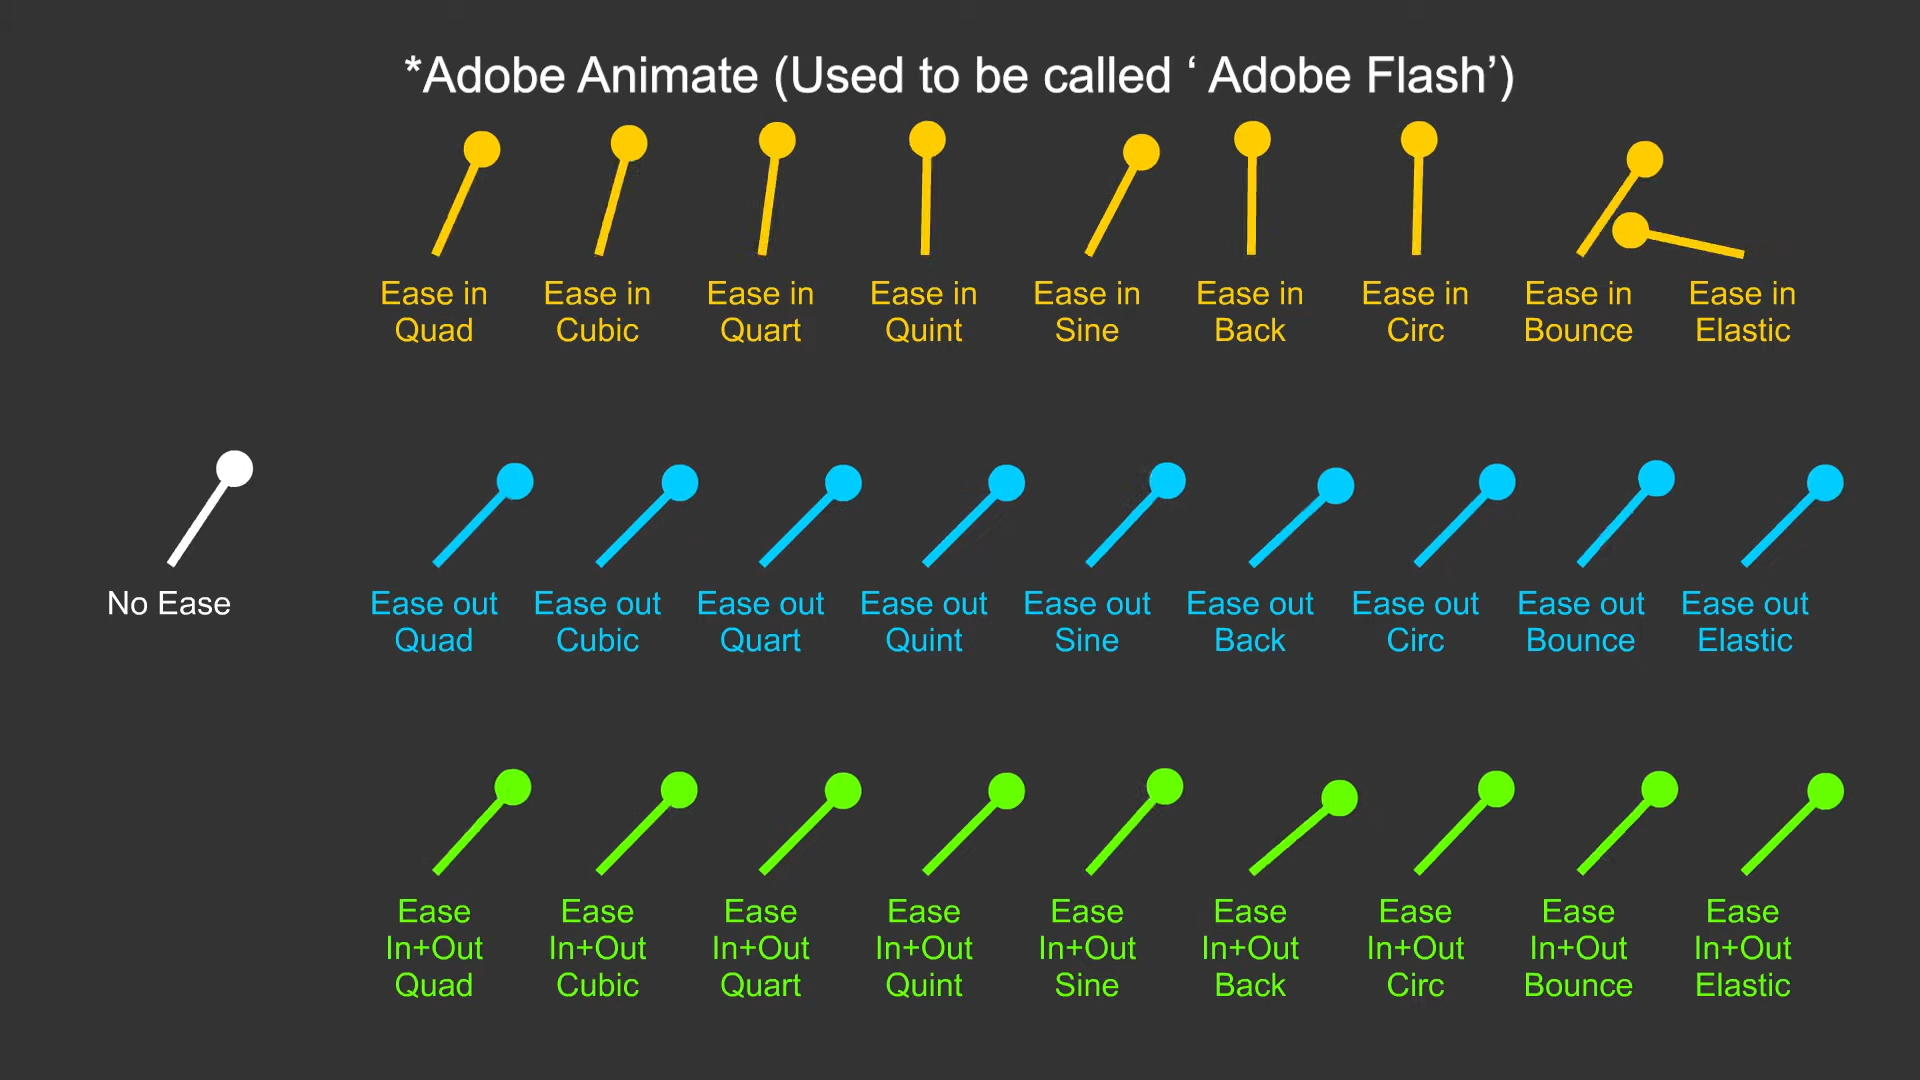 *Adobe Animate (Used to be called ‘ Adobe Flash’)
Ease in Ease in Ease in Ease in Ease in Ease in Ease in Ease in Ease in
Quad Cubic Quart Quint Sine Back Circ Bounce Elastic
No Ease Ease out Ease out Ease out Ease out Ease out Ease out Ease out Ease out Ease out
Quad Cubic Quart Quint Sine Back Circ Bounce Elastic
Ease Ease Ease Ease Ease Ease Ease Ease Ease
In+Out In+Out In+Out In+Out In+Out In+Out In+Out In+Out In+Out
Quad Cubic Quart Quint Sine Back Circ Bounce Elastic